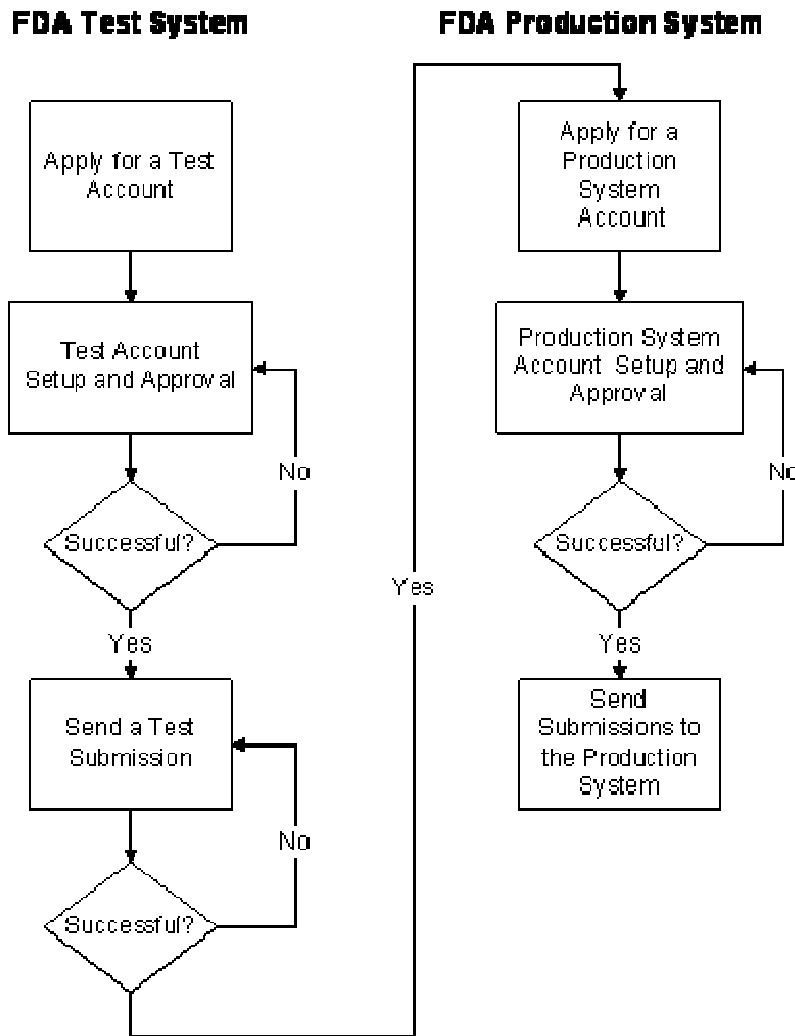 FDA Test System
Apply for a Test
Account
Test Account
Setup and Approval
No
Successful?
Yes
Send a Test
Submission
No
Successful?
Yes
FDA Production System
Apply for a
Production
System
Account
Production System
Account Setup and
Approval
No
Successful?
Yes
Send
Submissions to
the Production
System